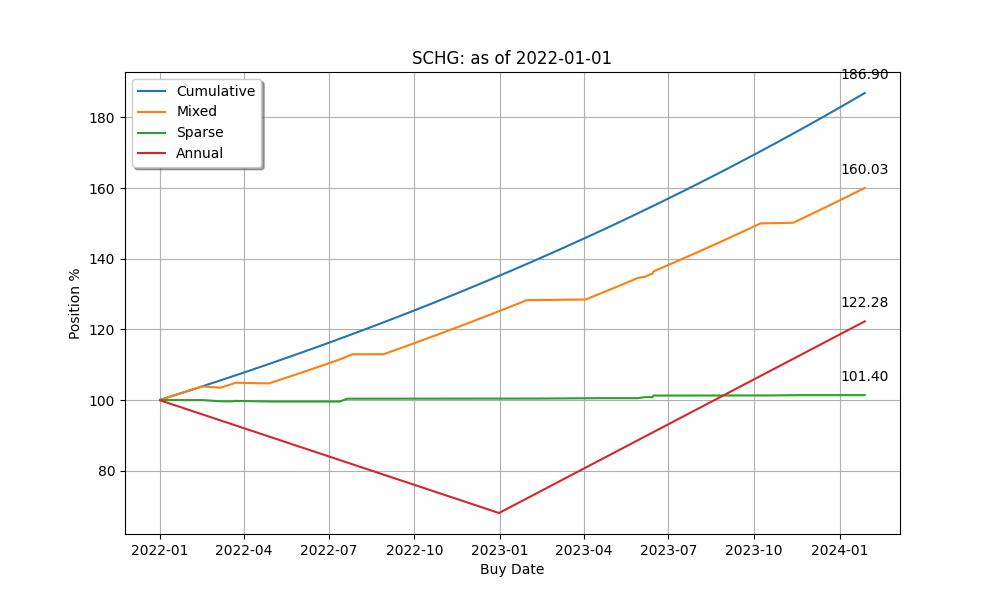 SCHG: as of 2022-01-01
Cumulative
Mixed
Sparse
Annual
186.90
160.03
122.28
101.40
Position %
180
160
140
120
100
80
2022-01 2022-04 2022-07 2022-10 2023-01 2023-04 2023-07 2023-10 2024-01
Buy Date